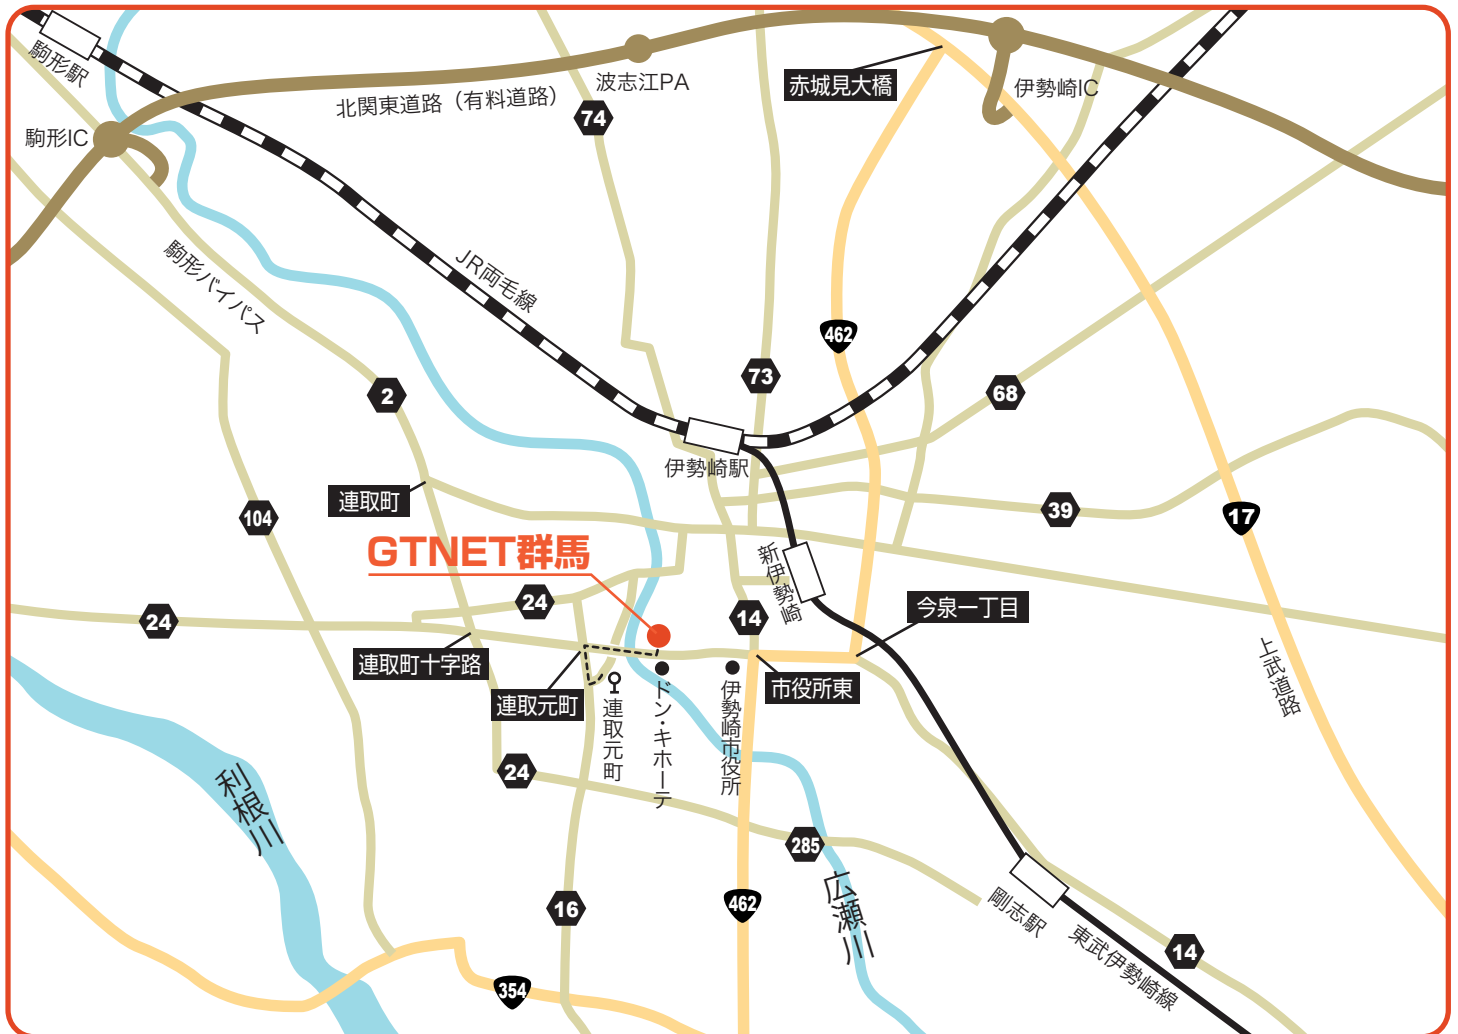 駒形駅
波志江PA
赤城見大橋
伊勢崎IC
北関東道路（有料道路）
74
駒形IC
駒形バイパス
JR両毛線
462
73
2
68
伊勢崎駅
連取町
104
39
17
GTNET群馬
新伊勢崎
24
24
14
今泉一丁目
連取町十字路
市役所東
連取元町
連取元町
ドン・キホーテ
伊勢崎市役所
上武道路
24
利根川
285
広瀬川
16
462
剛志駅
東武伊勢崎線
14
354